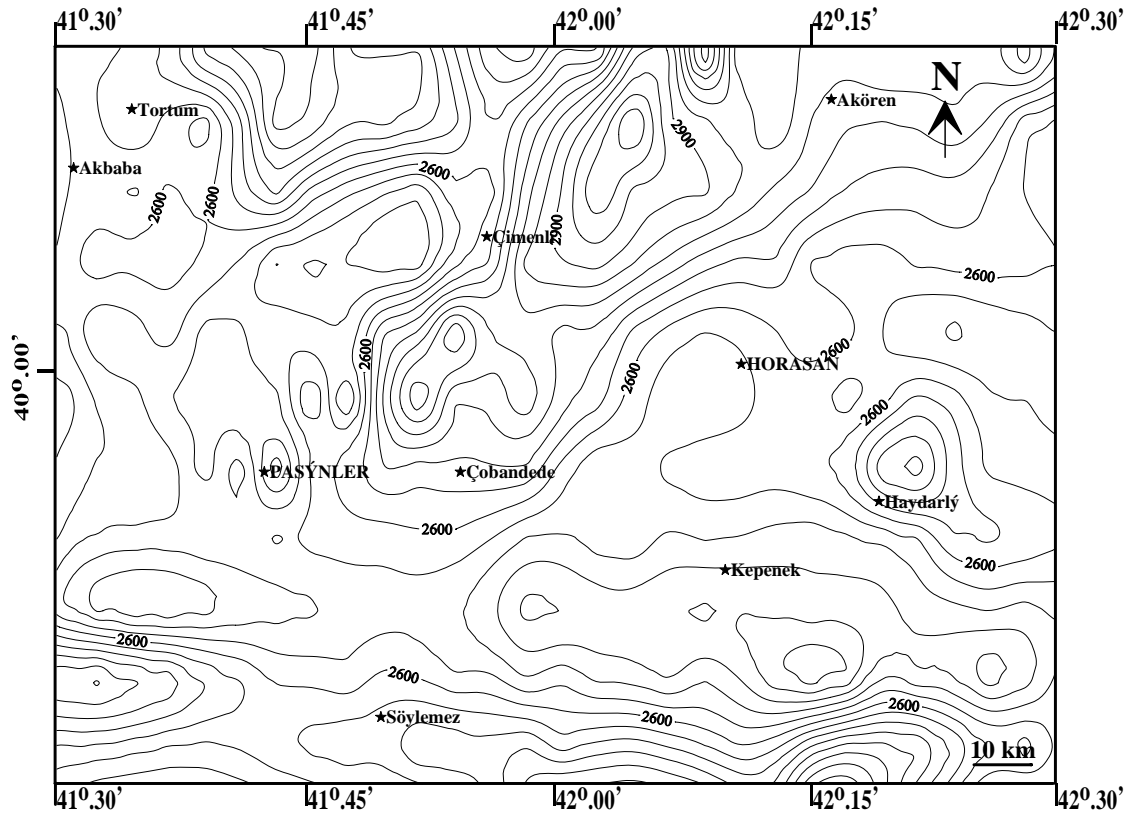 41⁰.30' 41⁰.45' 42⁰.00' 42⁰.15' 42⁰.30'
N
Tortum
Akören
2900
Akbaba
2600
2600
2600
Çimenli
2900
2600
2600
HORASAN
2600
2600
40⁰.00'
2600
PASÝNLER
Çobandede
Haydarlý
2600
2600
Kepenek
2600
2600
2600
2600
Söylemez
10 km
41⁰.30' 41⁰.45' 42⁰.00' 42⁰.15' 42⁰.30'